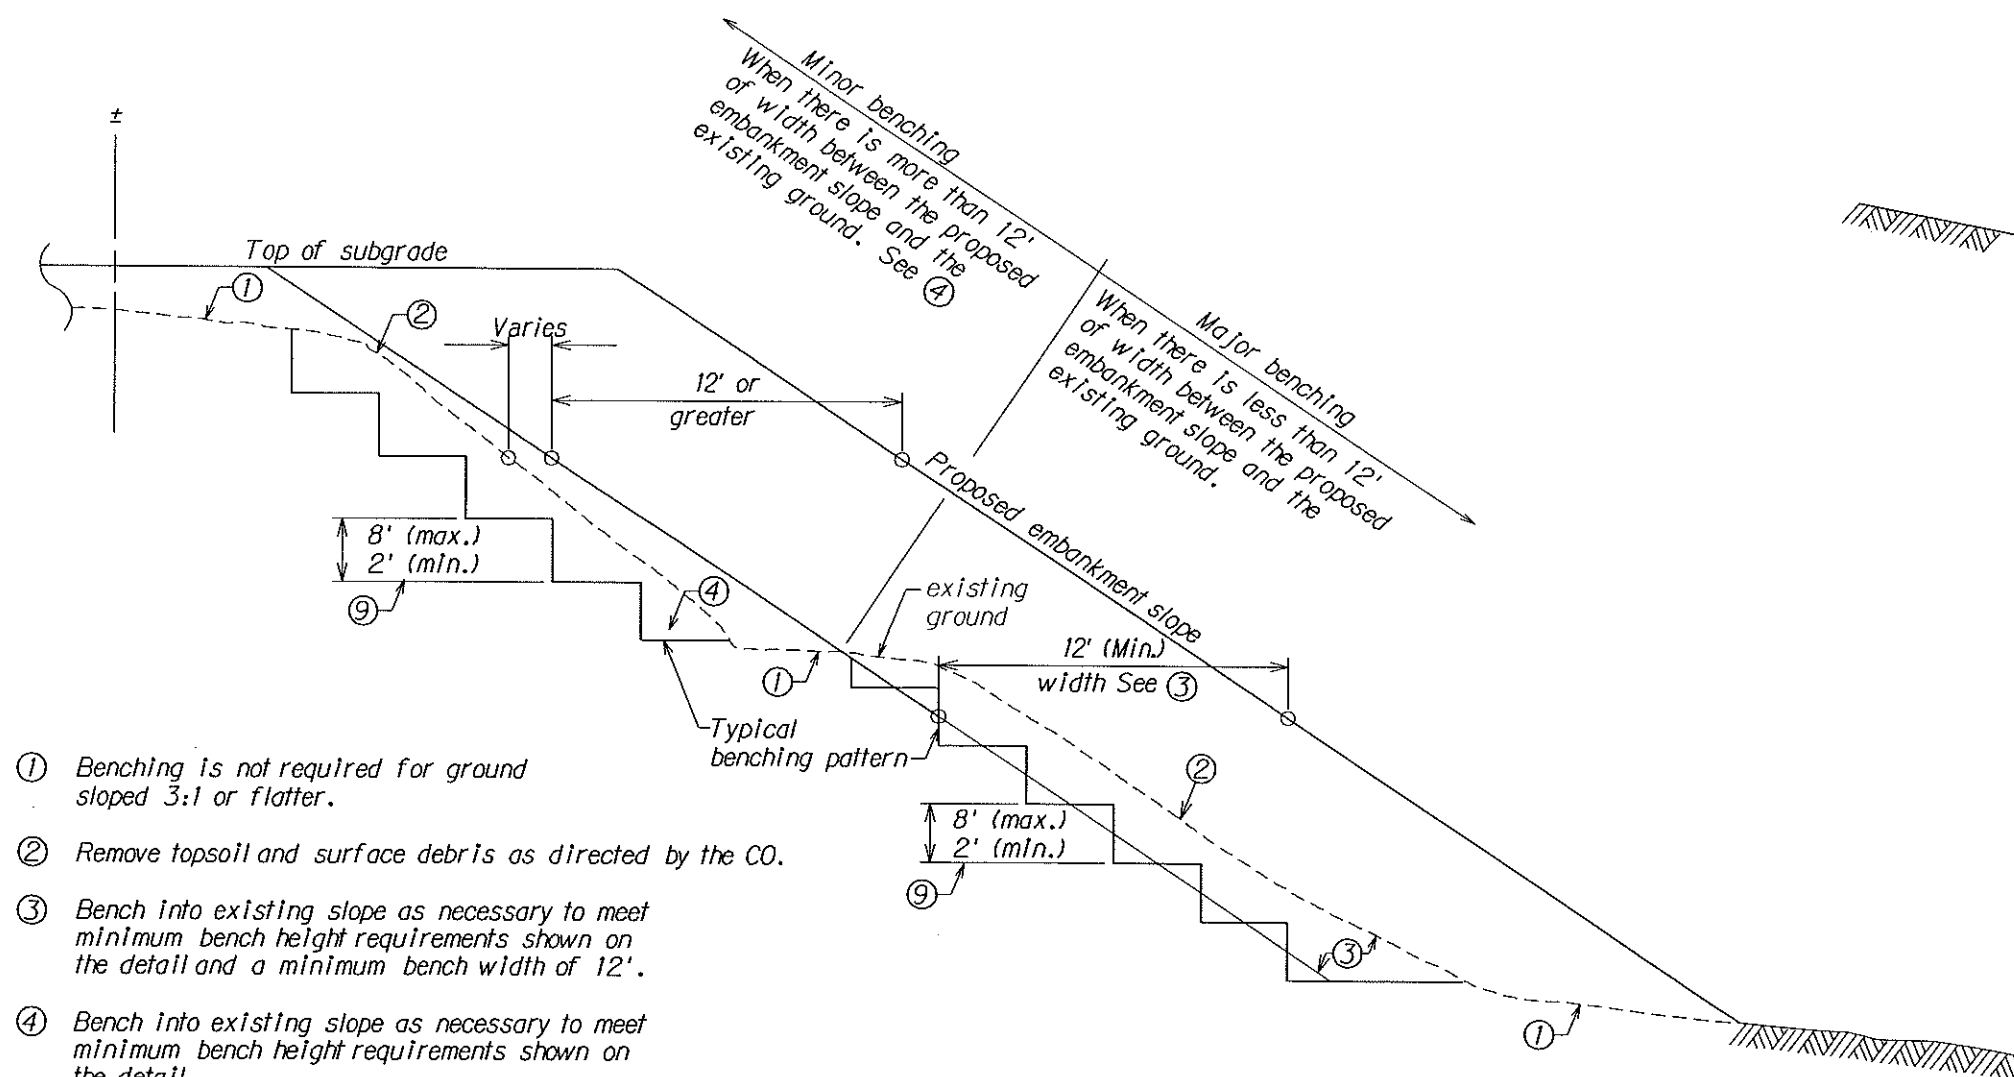 Minor benching
When there is more than 12'
of width between the proposed
embankment slope and the
existing ground. See ④
Major benching
When there is less than 12'
of width between the proposed
embankment slope and the
existing ground.
±
Top of subgrade
①
②
Varies
12' or
greater
Proposed embankment slope
8' (max.)
2' (min.)
⑨
④
existing
ground
①
12' (Min.)
width See ③
Typical
benching pattern
②
8' (max.)
2' (min.)
⑨
③
①
① Benching is not required for ground
sloped 3:1 or flatter.
② Remove topsoil and surface debris as directed by the CO.
③ Bench into existing slope as necessary to meet
minimum bench height requirements shown on
the detail and a minimum bench width of 12'.
④ Bench into existing slope as necessary to meet
minimum bench height requirements shown on
the detail